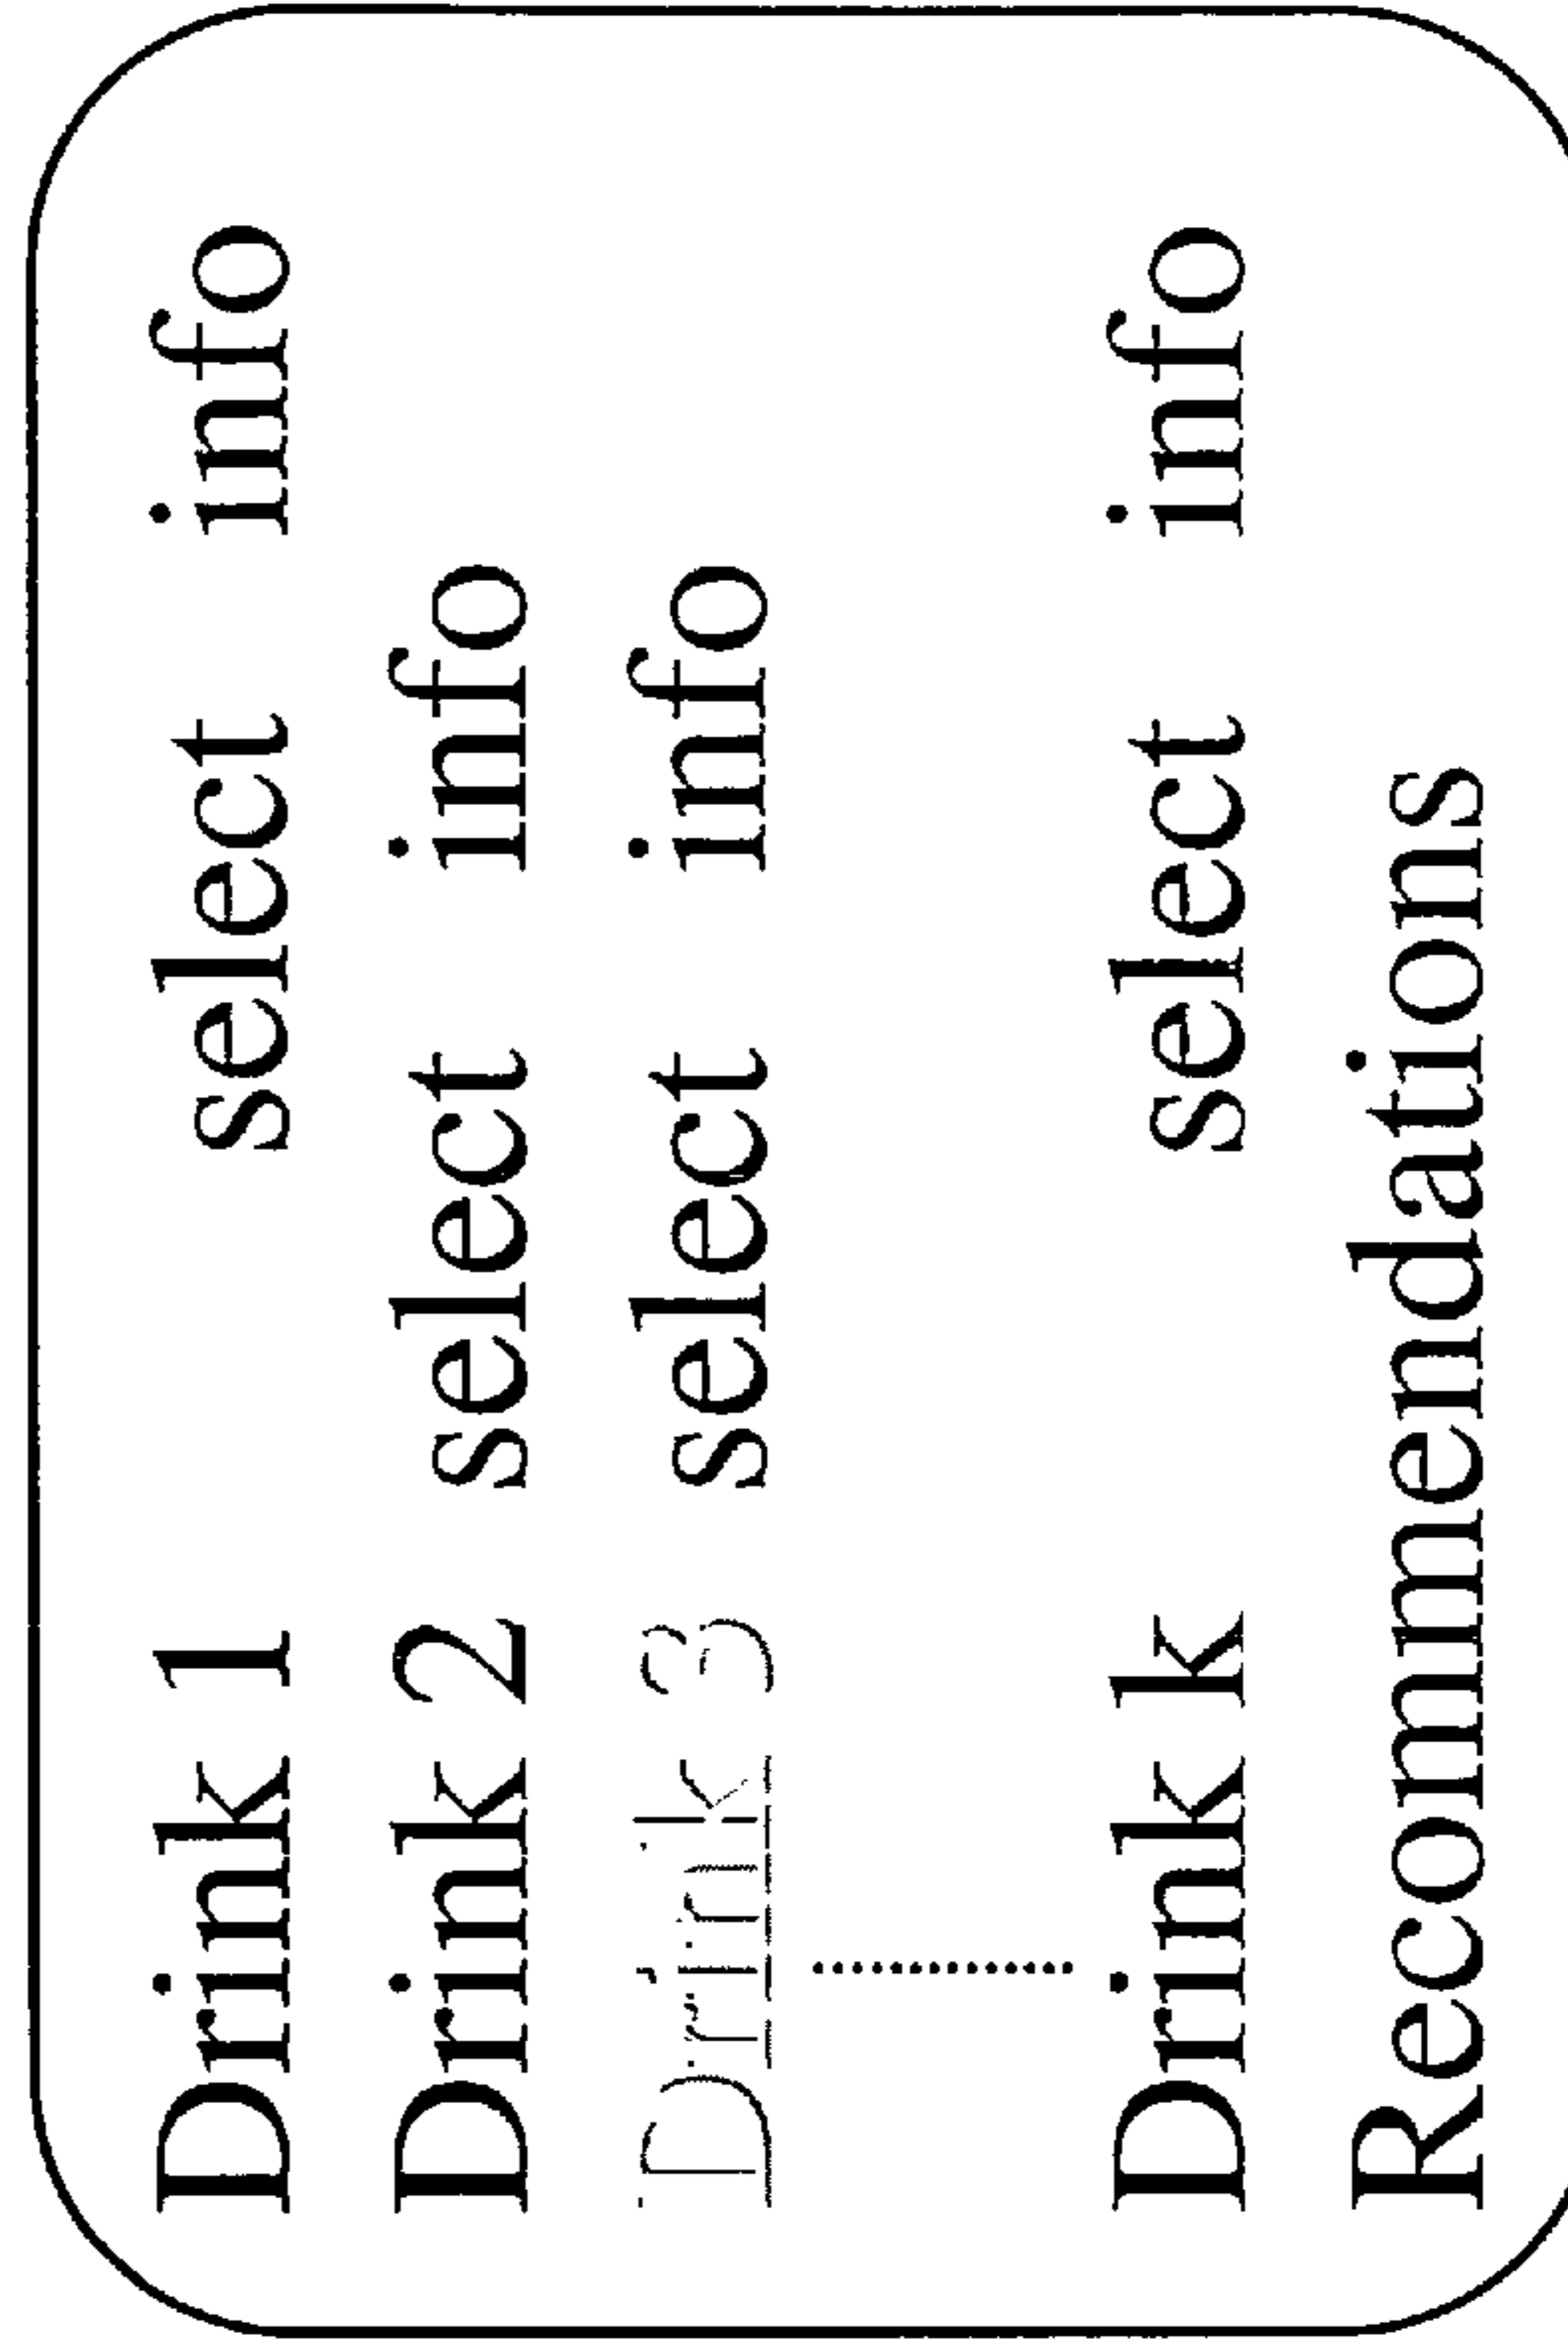 Drink 1 select info
Drink 2 select info
Drink 3 select info
............
Drink k select info
Recommendations